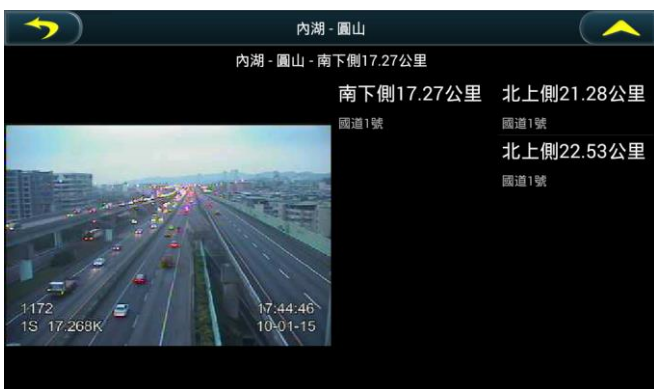 內湖 - 圓山
內湖 - 圓山 - 南下側17.27公里
南下側17.27公里
國道1號
北上側21.28公里
國道1號
北上側22.53公里
國道1號
1172
1S 17.268K
17:44:46
10-01-15